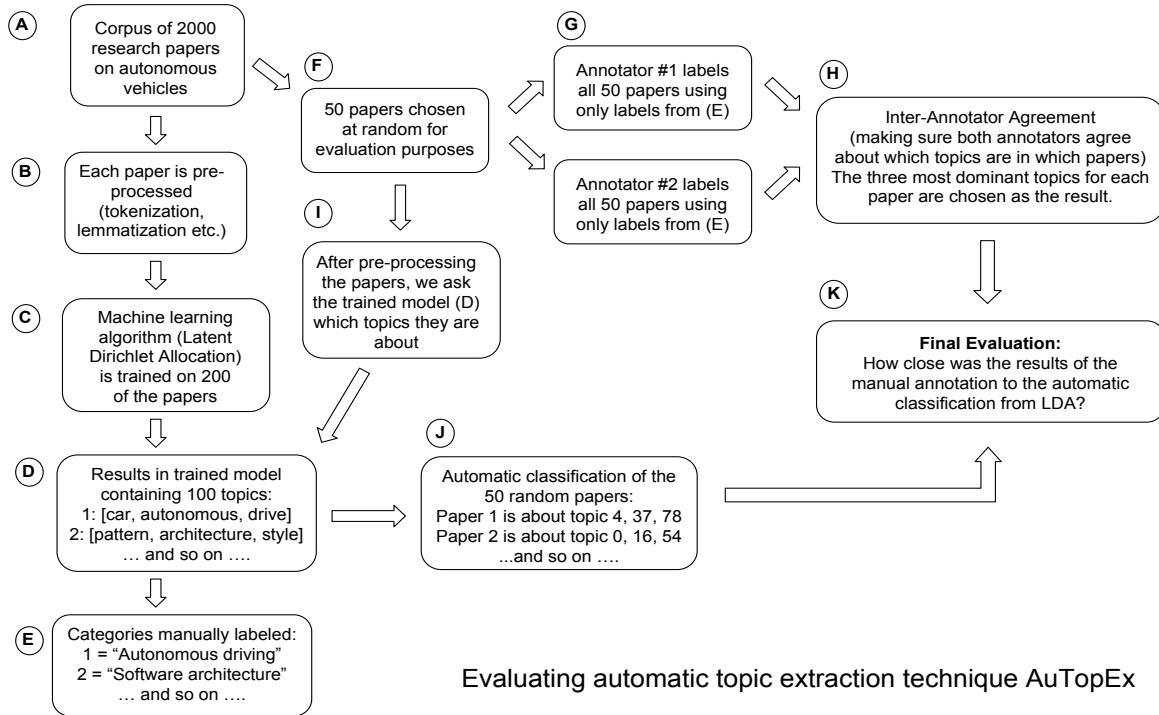 A
Corpus of 2000
research papers
on autonomous
vehicles
B
Each paper is pre-
processed
(tokenization,
lemmatization etc.)
C
Machine learning
algorithm (Latent
Dirichlet Allocation)
is trained on 200
of the papers
D
Results in trained model
containing 100 topics:
1: [car, autonomous, drive]
2: [pattern, architecture, style]
… and so on ….
E
Categories manually labeled:
1 = “Autonomous driving”
2 = “Software architecture”
… and so on ….
F
50 papers chosen
at random for
evaluation purposes
G
Annotator #1 labels
all 50 papers using
only labels from (E)
Annotator #2 labels
all 50 papers using
only labels from (E)
H
Inter-Annotator Agreement
(making sure both annotators agree
about which topics are in which papers)
The three most dominant topics for each
paper are chosen as the result.
I
After pre-processing
the papers, we ask
the trained model (D)
which topics they are
about
J
Automatic classification of the
50 random papers:
Paper 1 is about topic 4, 37, 78
Paper 2 is about topic 0, 16, 54
...and so on ….
K
Final Evaluation:
How close was the results of the
manual annotation to the automatic
classification from LDA?
Evaluating automatic topic extraction technique AuTopEx